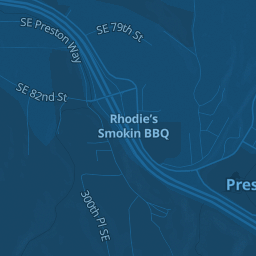 SE Preston Way
SE 79th St
SE 82nd St
Rhodie's
Smokin BBQ
Pres
300th Pl SE